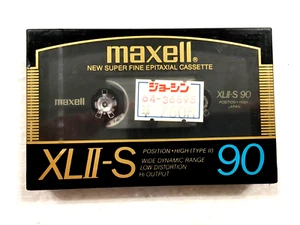 maxell.
NEW SUPER FINE EPITAXIAL CASSETTE
maxell
ジョーシン
XLII-S 90
POSITION・HIGH
JAPAN
XLII-S
POSITION・HIGH (TYPE II)
WIDE DYNAMIC RANGE
LOW DISTORTION
Hi OUTPUT
90